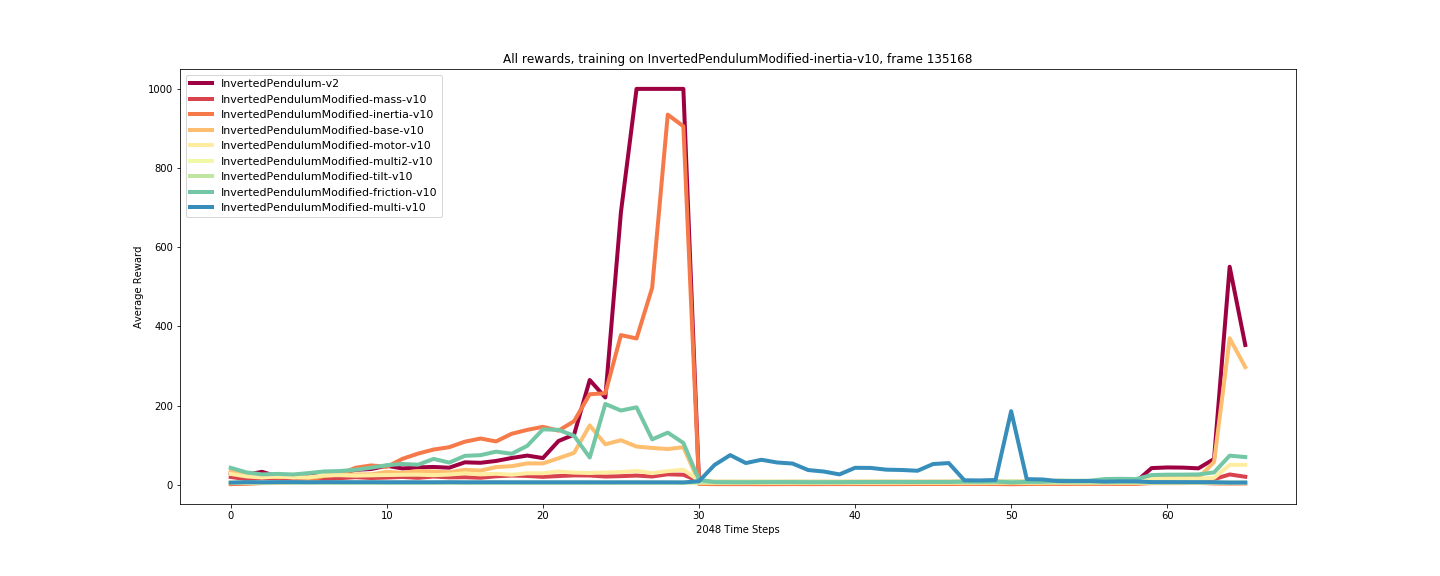 All rewards, training on InvertedPendulumModified-inertia-v10, frame 135168
InvertedPendulum-v2
InvertedPendulumModified-mass-v10
InvertedPendulumModified-inertia-v10
InvertedPendulumModified-base-v10
InvertedPendulumModified-motor-v10
InvertedPendulumModified-multi2-v10
InvertedPendulumModified-tilt-v10
InvertedPendulumModified-friction-v10
InvertedPendulumModified-multi-v10
Average Reward
1000
800
600
400
200
0
0 10 20 30 40 50 60
2048 Time Steps